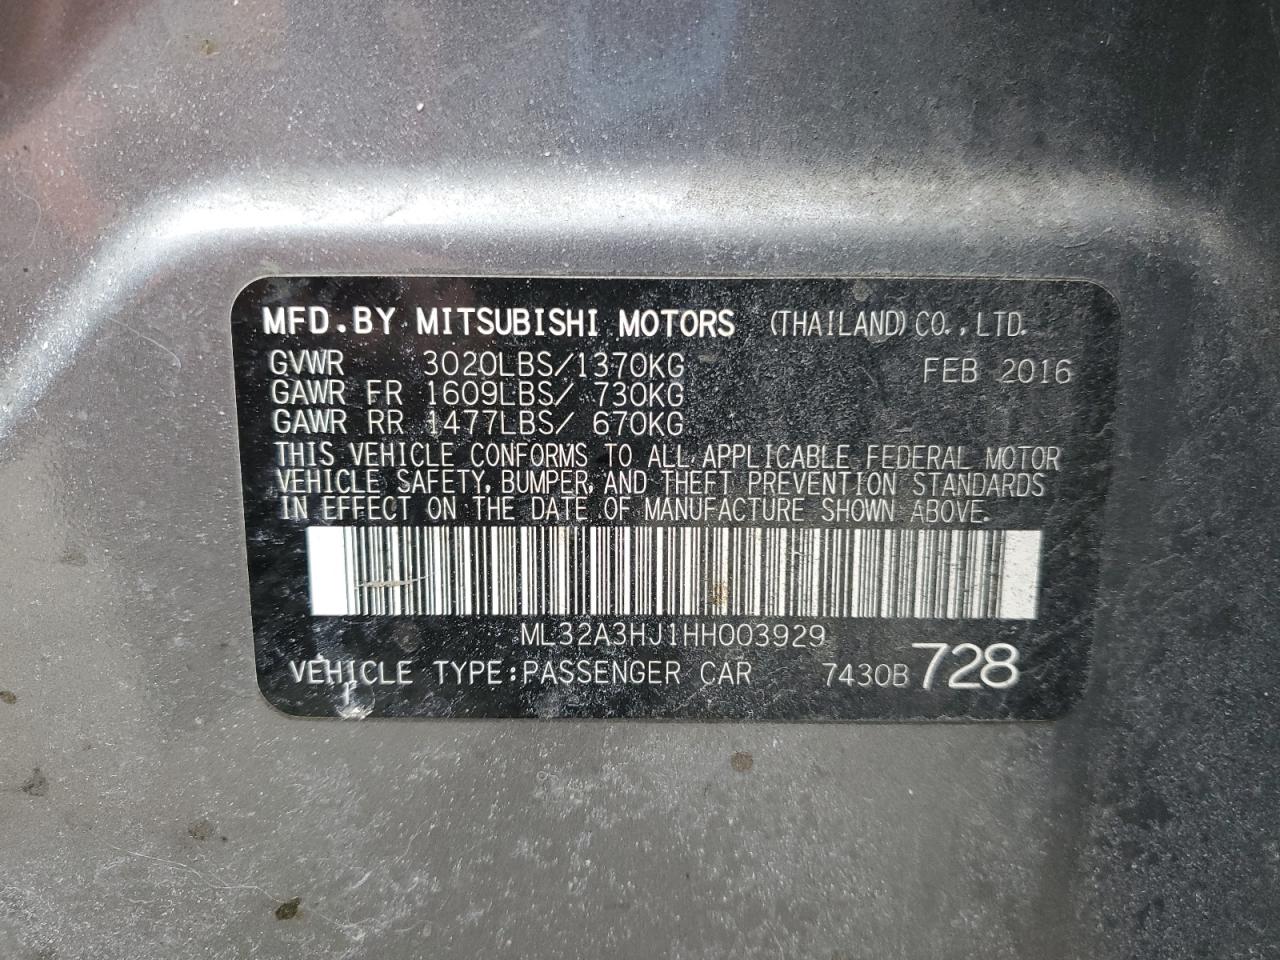 MFD.BY MITSUBISHI MOTORS (THAILAND) CO.,LTD.
GVWR 3020LBS/1370KG FEB 2016
GAWR FR 1609LBS/ 730KG
GAWR RR 1477LBS/ 670KG
THIS VEHICLE CONFORMS TO ALL APPLICABLE FEDERAL MOTOR
VEHICLE SAFETY, BUMPER, AND THEFT PREVENTION STANDARDS
IN EFFECT ON THE DATE OF MANUFACTURE SHOWN ABOVE.
ML32A3HJ1HH003929
VEHICLE TYPE:PASSENGER CAR 7430B 728